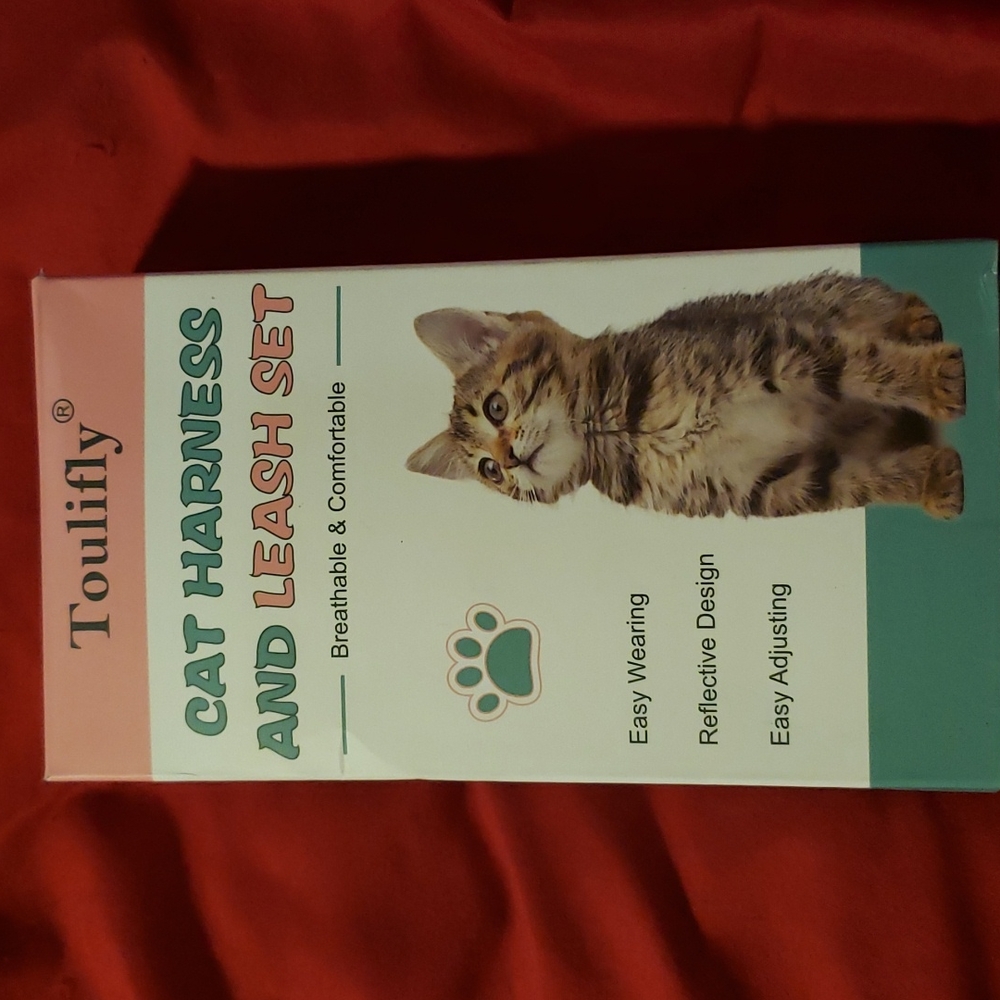 Toulifly®
CAT HARNESS
AND LEASH SET
Breathable & Comfortable
Easy Wearing
Reflective Design
Easy Adjusting